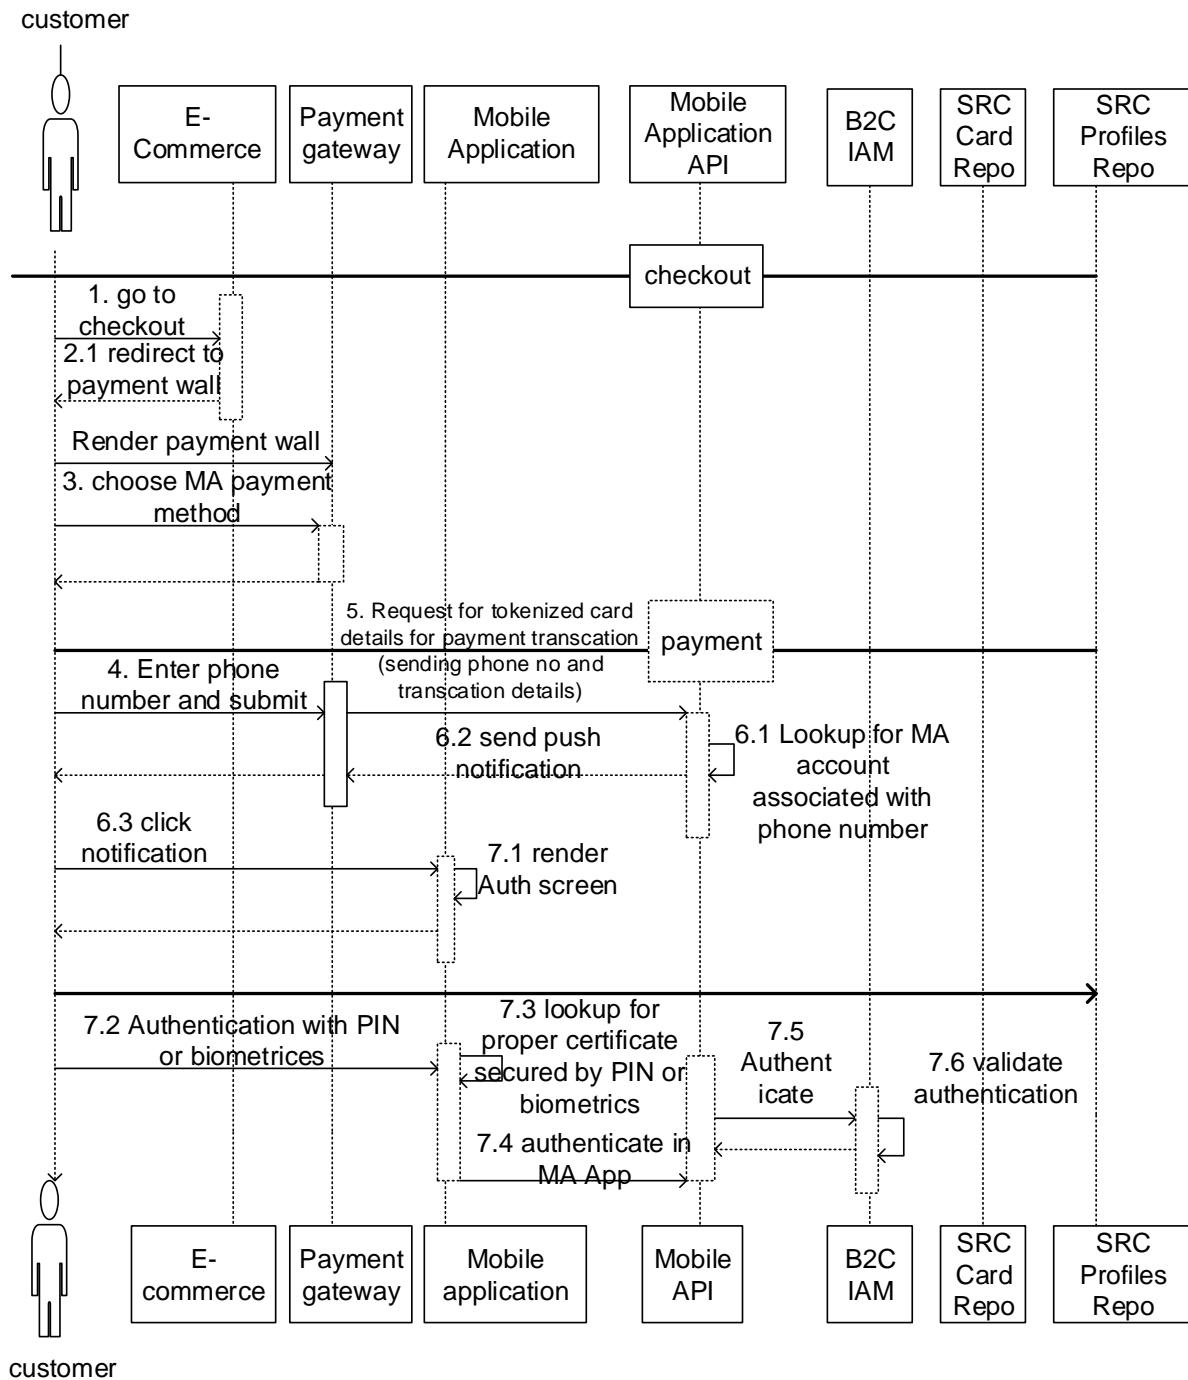 customer
E-
Commerce
Payment
gateway
Mobile
Application
Mobile
Application
API
B2C
IAM
SRC
Card
Repo
SRC
Profiles
Repo
checkout
1. go to
checkout
2.1 redirect to
payment wall
Render payment wall
3. choose MA payment
method
5. Request for tokenized card
details for payment transcation
(sending phone no and
transcation details)
payment
4. Enter phone
number and submit
6.2 send push
notification
6.1 Lookup for MA
account
associated with
phone number
6.3 click
notification
7.1 render
Auth screen
7.2 Authentication with PIN
or biometrices
7.3 lookup for
proper certificate
secured by PIN or
biometrics
7.5
Authent
icate
7.6 validate
authentication
7.4 authenticate in
MA App
E-
commerce
Payment
gateway
Mobile
application
Mobile
API
B2C
IAM
SRC
Card
Repo
SRC
Profiles
Repo
customer